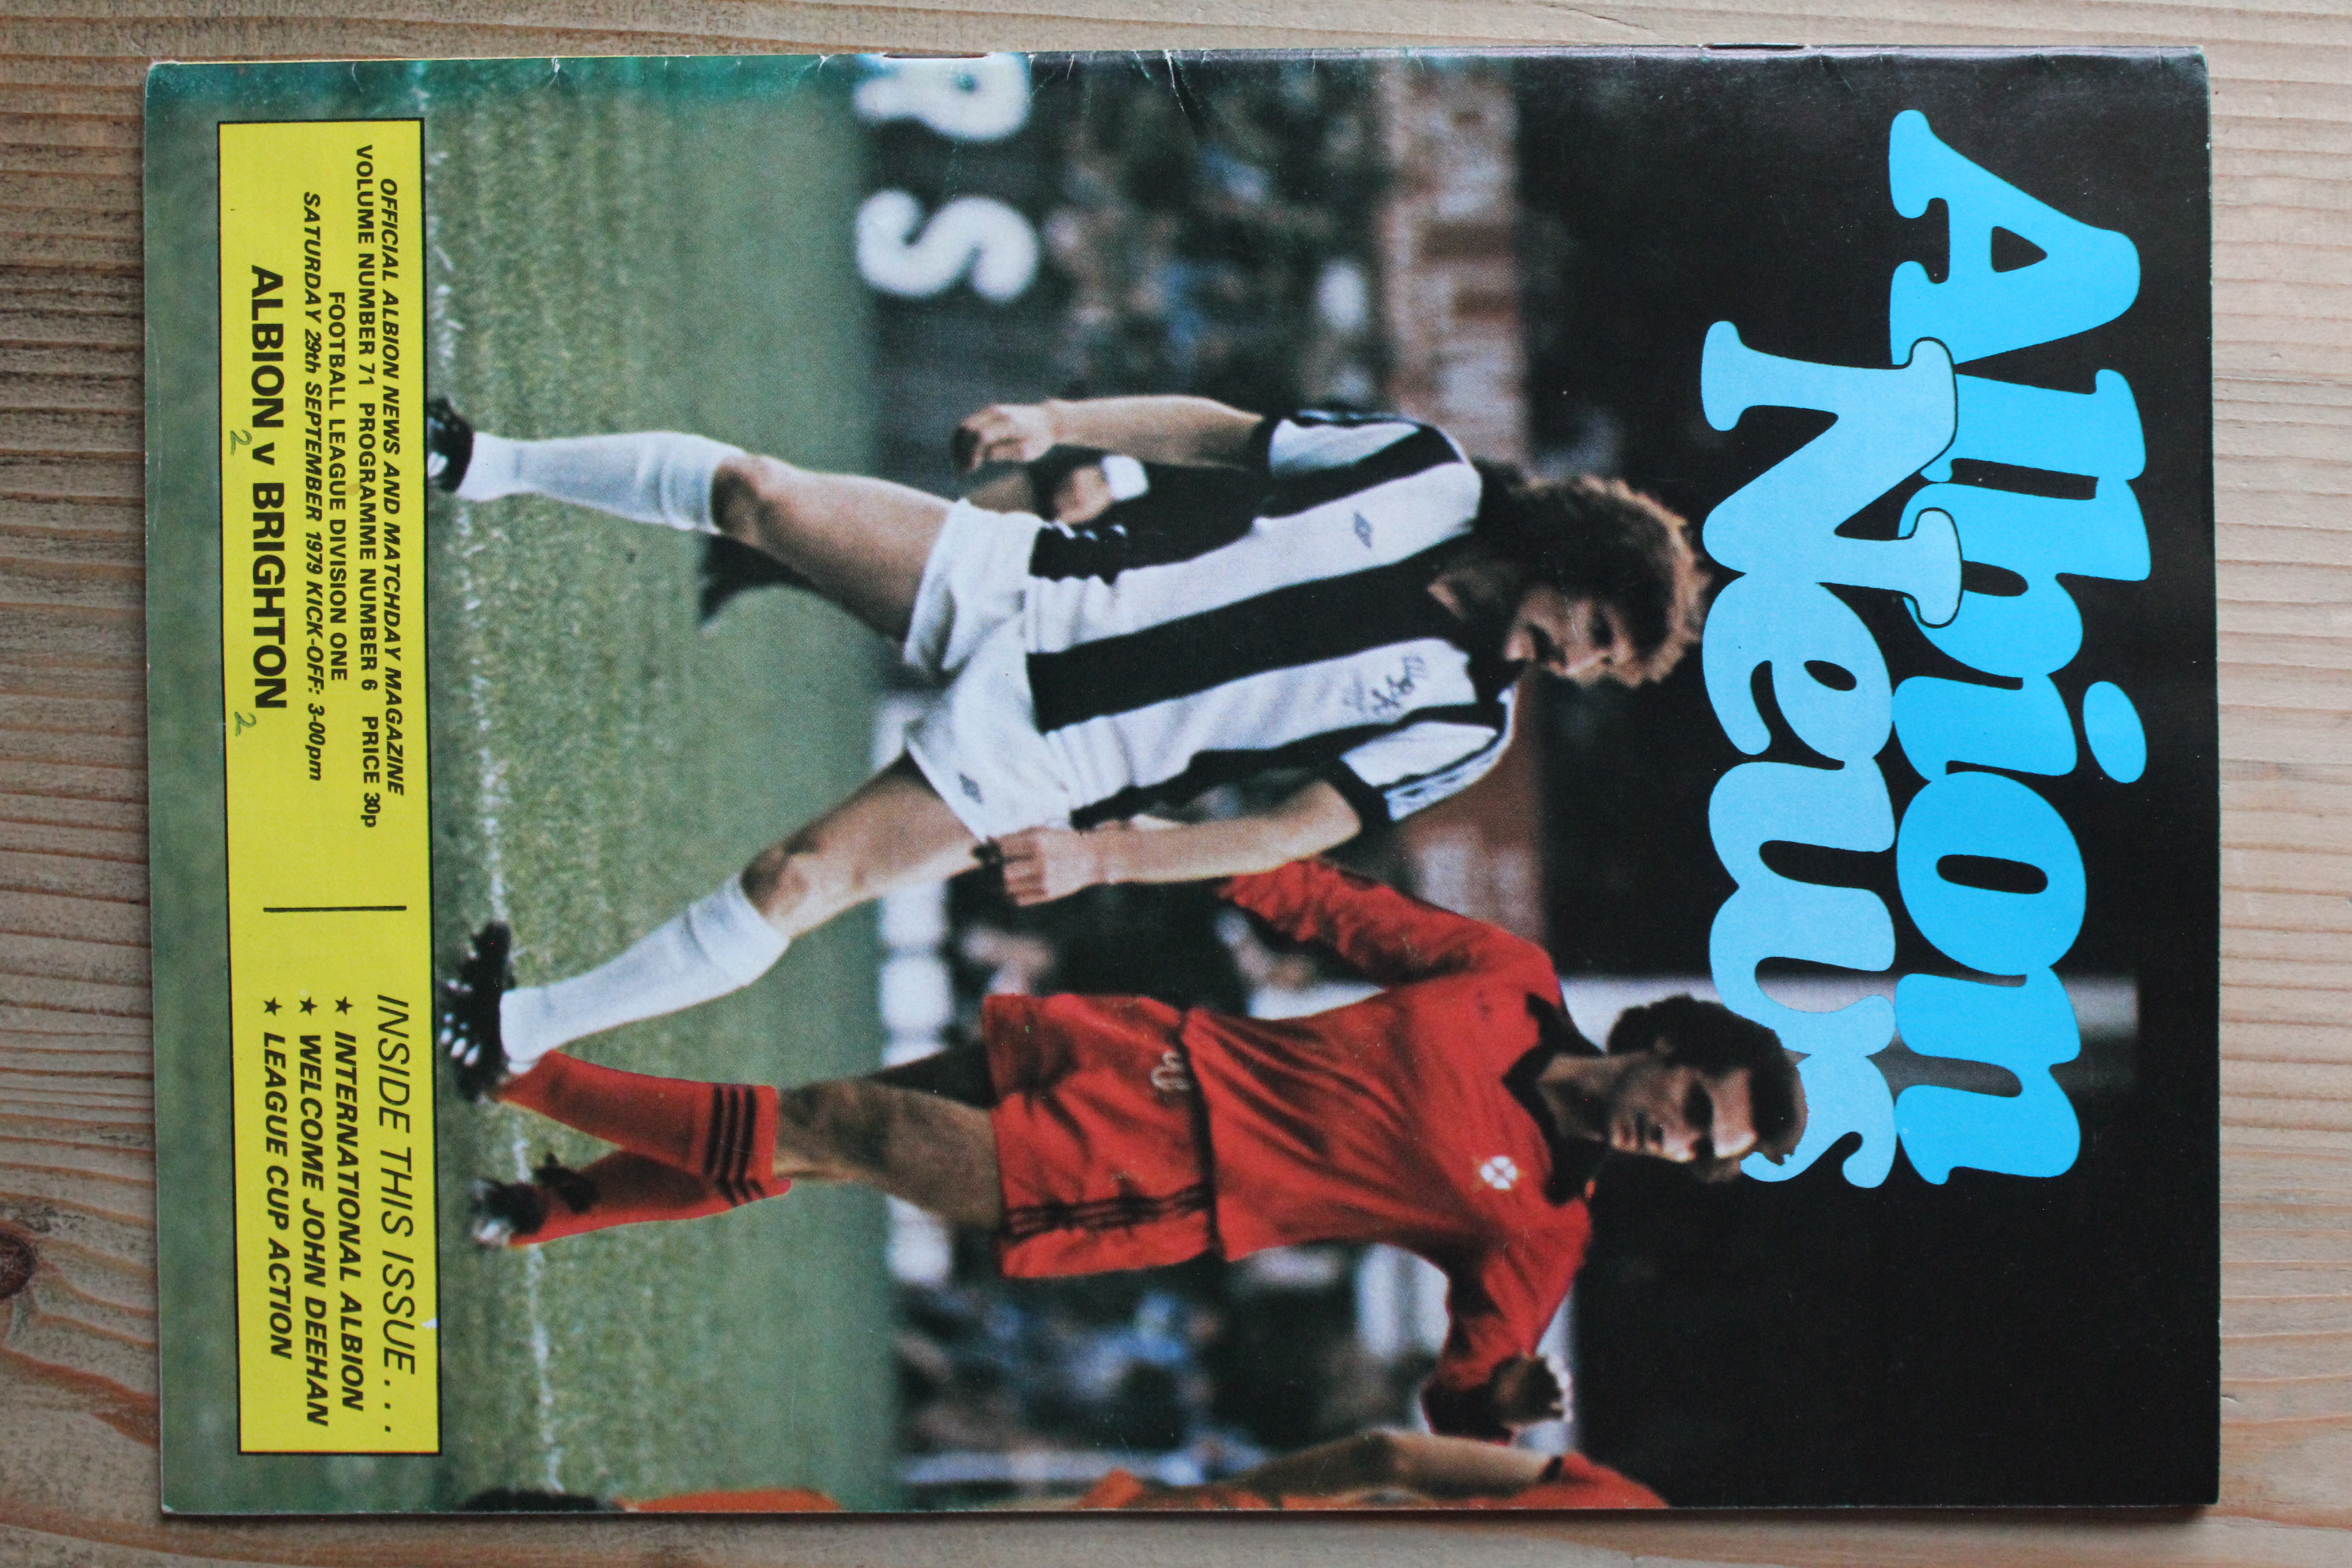 Albion
News
RS
OFFICIAL ALBION NEWS AND MATCHDAY MAGAZINE
VOLUME NUMBER 71 PROGRAMME NUMBER 6 PRICE 30p
FOOTBALL LEAGUE DIVISION ONE
SATURDAY 29th SEPTEMBER 1979 KICK-OFF: 3-00pm
ALBION v BRIGHTON
2 2
INSIDE THIS ISSUE . . .
★ INTERNATIONAL ALBION
★ WELCOME JOHN DEEHAN
★ LEAGUE CUP ACTION